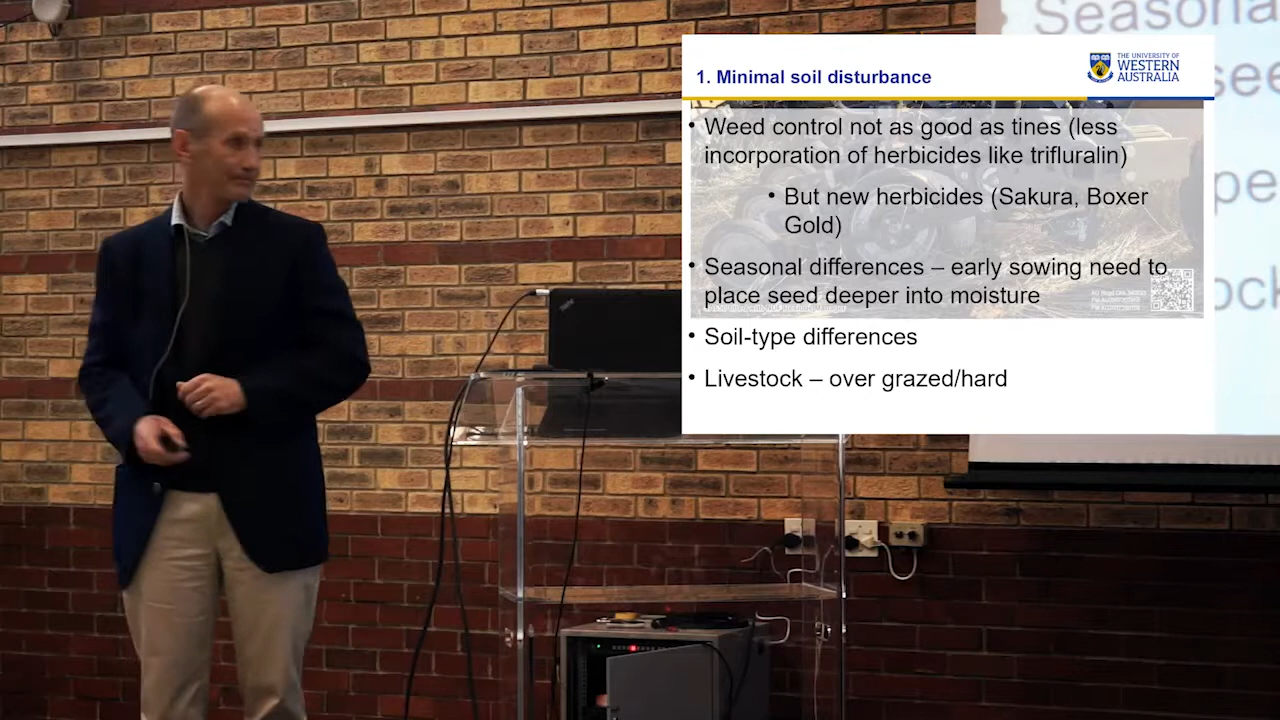 Seasona
see
pe
ock
1. Minimal soil disturbance
THE UNIVERSITY OF
WESTERN
AUSTRALIA
• Weed control not as good as tines (less
incorporation of herbicides like trifluralin)
• But new herbicides (Sakura, Boxer
Gold)
• Seasonal differences – early sowing need to
place seed deeper into moisture
• Soil-type differences
• Livestock – over grazed/hard
ThinkPad